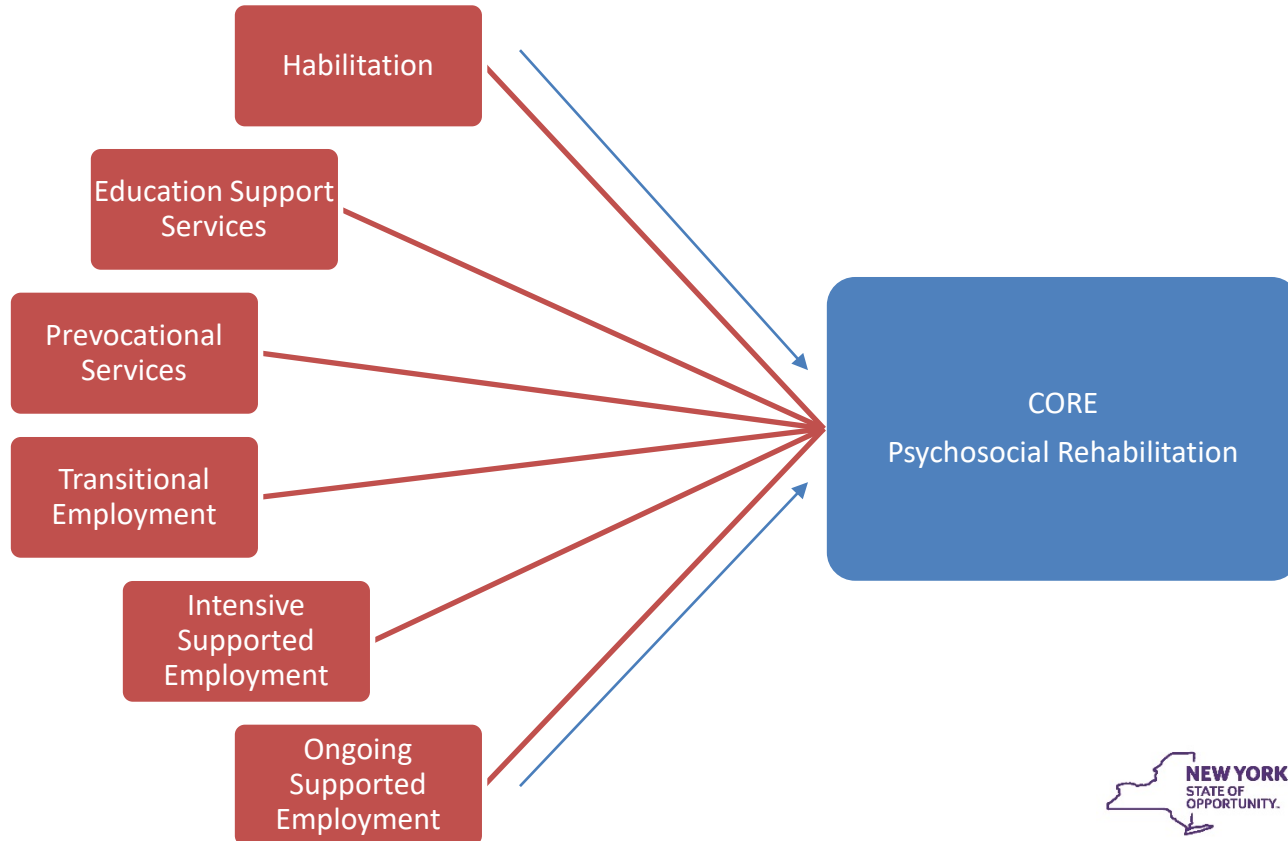 Habilitation
Education Support
Services
Prevocational
Services
Transitional
Employment
Intensive
Supported
Employment
Ongoing
Supported
Employment
CORE
Psychosocial Rehabilitation
NEW YORK
STATE OF
OPPORTUNITY.